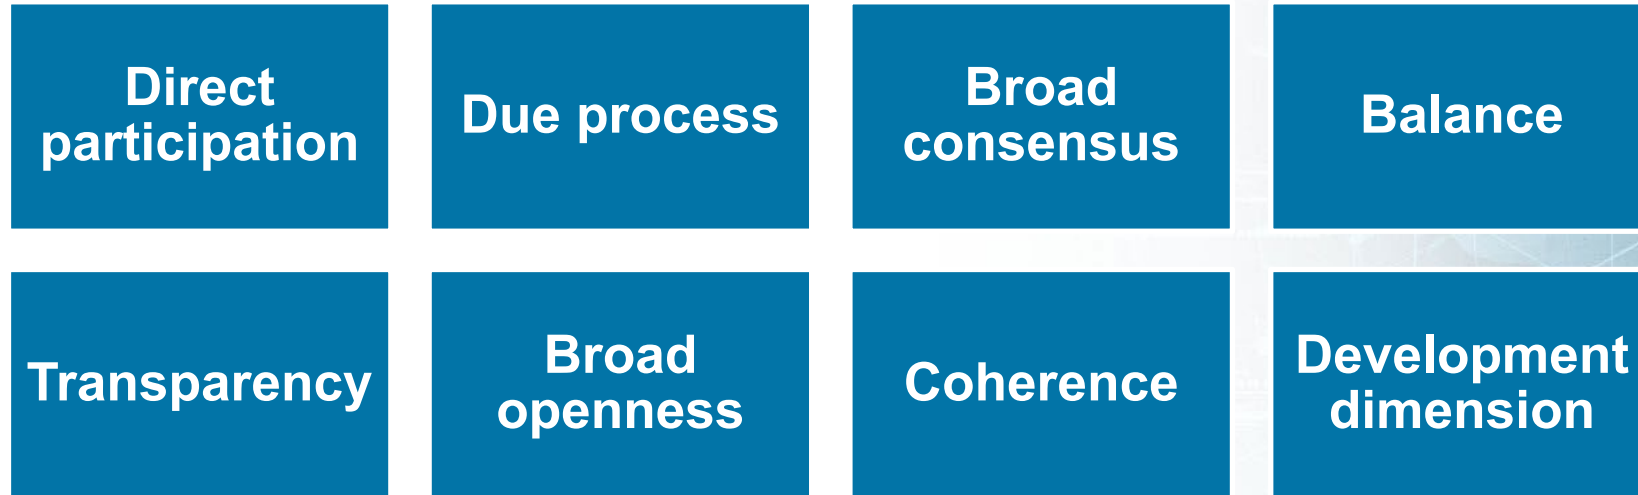 Direct
participation
Due process
Broad
consensus
Balance
Transparency
Broad
openness
Coherence
Development
dimension